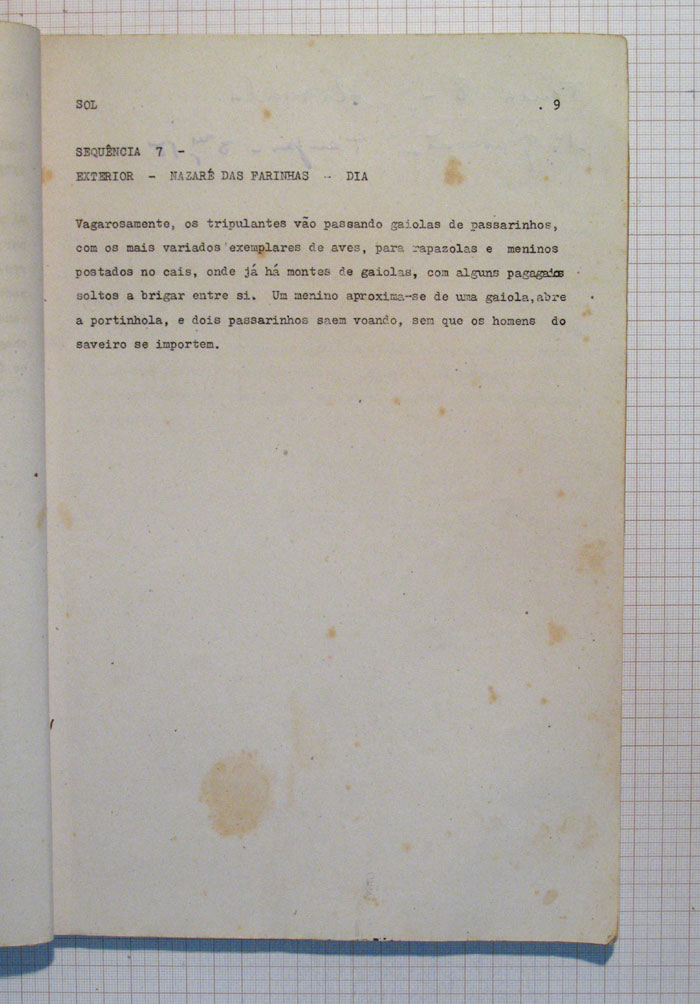 SOL . 9
SEQUÊNCIA 7 -
EXTERIOR - NAZARÉ DAS FARINHAS - DIA
Vagarosamente, os tripulantes vão passando gaiolas de passarinhos,
com os mais variados exemplares de aves, para rapazolas e meninos
postados no cais, onde já há montes de gaiolas, com alguns pagagaios
soltos a brigar entre si. Um menino aproxima-se de uma gaiola,abre
a portinhola, e dois passarinhos saem voando, sem que os homens do
saveiro se importem.